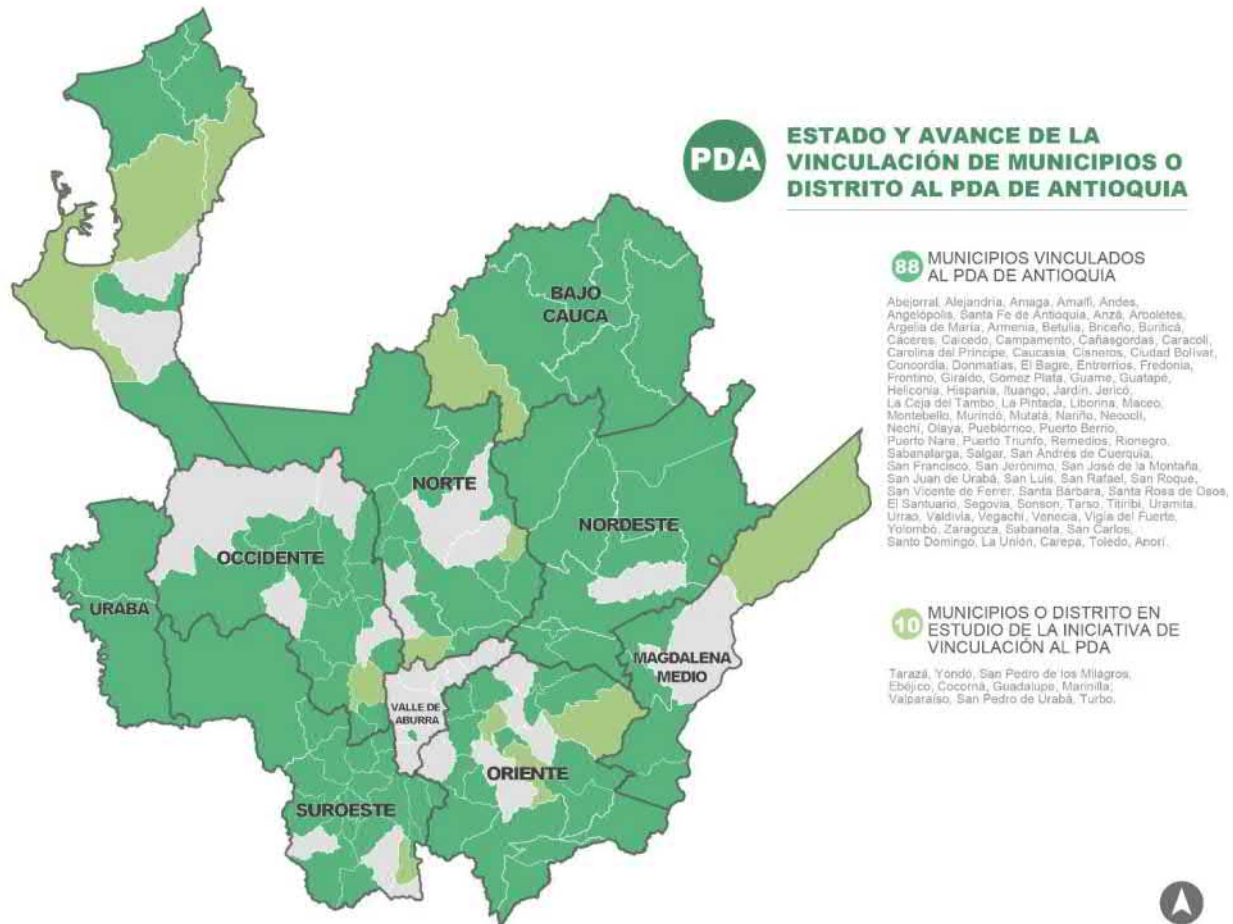 PDA
ESTADO Y AVANCE DE LA
VINCULACIÓN DE MUNICIPIOS O
DISTRITO AL PDA DE ANTIOQUIA
88 MUNICIPIOS VINCULADOS
AL PDA DE ANTIOQUIA
Abejorral, Alejandría, Amaga, Amalfi, Andes,
Angelópolis, Santa Fe de Antioquia, Anzá, Arboletes,
Argelia de María, Armenia, Betulia, Briceño, Buriticá,
Cáceres, Caicedo, Campamento, Cañasgordas, Caracolí,
Carolina del Príncipe, Caucasia, Cisneros, Ciudad Bolívar,
Concordia, Donmatías, El Bagre, Entrerríos, Fredonia,
Frontino, Giraldo, Gómez Plata, Guarne, Guatapé,
Heliconia, Hispania, Ituango, Jardín, Jericó,
La Ceja del Tambo, La Pintada, Liborina, Maceo,
Montebello, Murindó, Mutatá, Nariño, Necoclí,
Nechí, Olaya, Pueblorrico, Puerto Berrío,
Puerto Nare, Puerto Triunfo, Remedios, Rionegro,
Sabanalarga, Salgar, San Andrés de Cuerquia,
San Francisco, San Jerónimo, San José de la Montaña,
San Juan de Urabá, San Luis, San Rafael, San Roque,
San Vicente de Ferrer, Santa Bárbara, Santa Rosa de Osos,
El Santuario, Segovia, Sonson, Tarso, Titiribí, Uramita,
Urrao, Valdivia, Vegachí, Venecia, Vigía del Fuerte,
Yolombó, Zaragoza, Sabaneta, San Carlos,
Santo Domingo, La Unión, Carepa, Toledo, Anorí.
10 MUNICIPIOS O DISTRITO EN
ESTUDIO DE LA INICIATIVA DE
VINCULACIÓN AL PDA
Tarazá, Yondó, San Pedro de los Milagros,
Ebéjico, Cocorná, Guadalupe, Marinilla,
Valparaíso, San Pedro de Urabá, Turbo.
BAJO
CAUCA
NORTE
NORDESTE
OCCIDENTE
URABA
MAGDALENA
MEDIO
VALLE DE
ABURRA
ORIENTE
SUROESTE